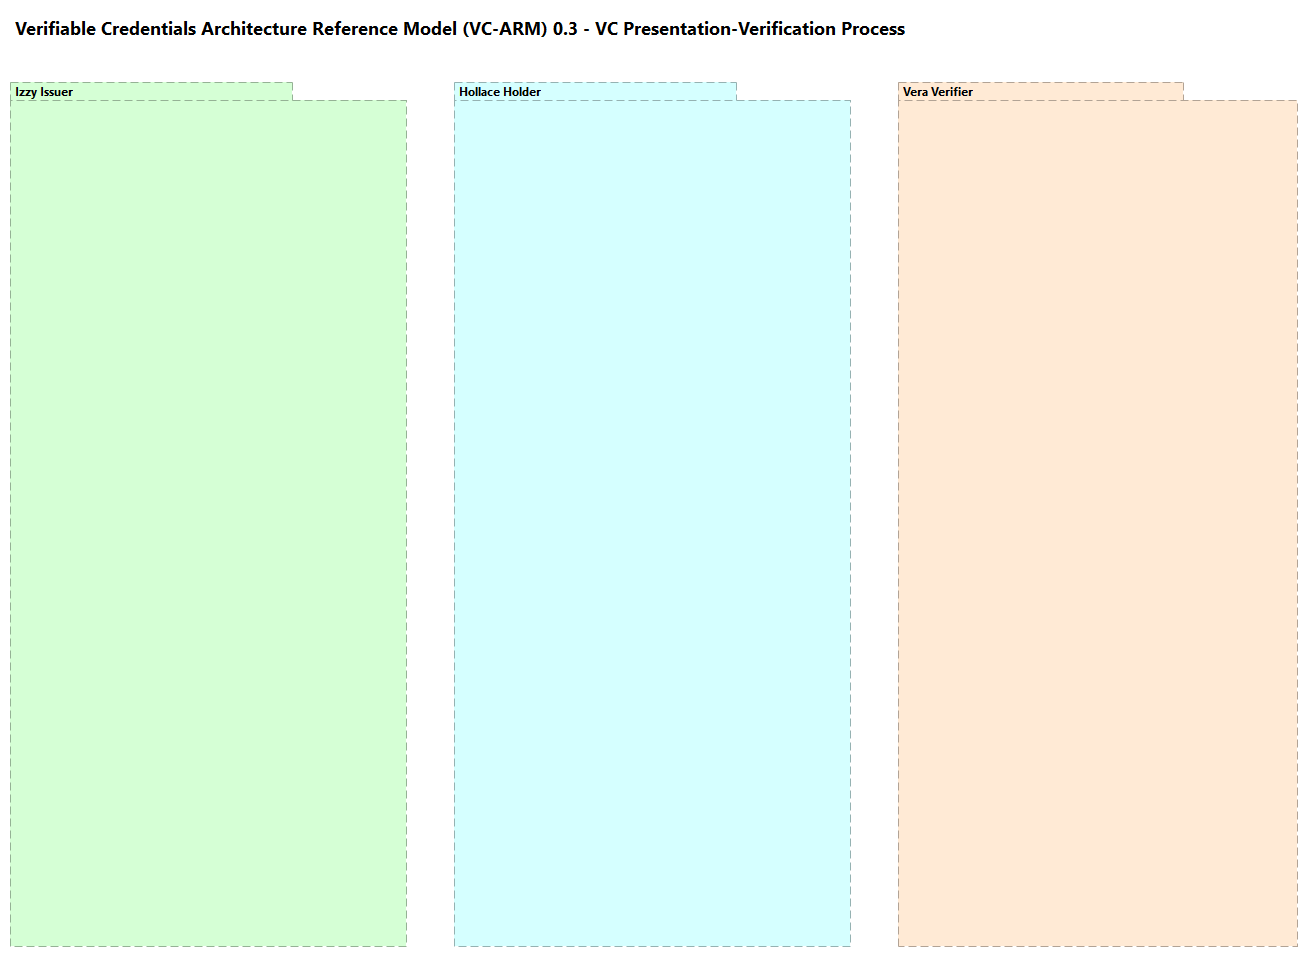 Verifiable Credentials Architecture Reference Model (VC-ARM) 0.3 - VC Presentation-Verification Process
Izzy Issuer
Hollace Holder
Vera Verifier